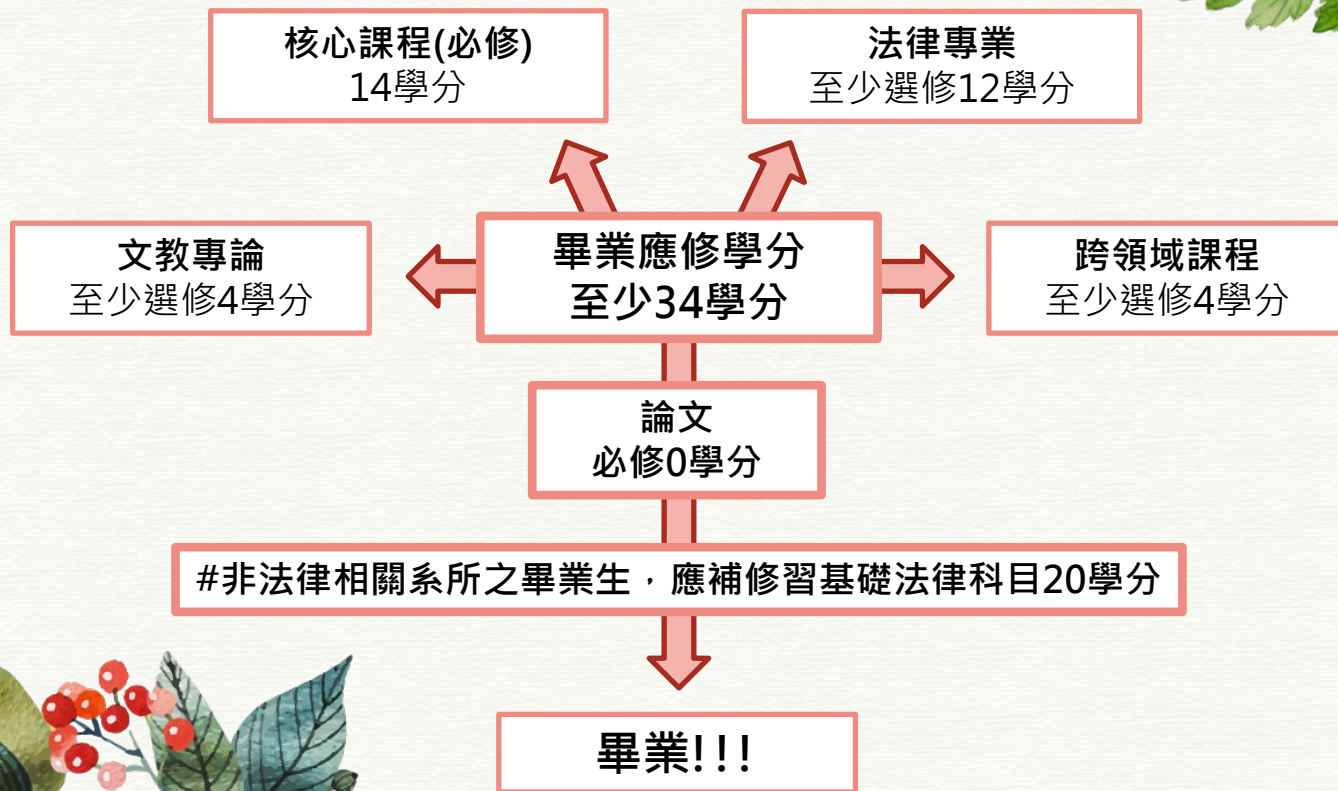 核心課程(必修)
14學分
法律專業
至少選修12學分
文教專論
至少選修4學分
畢業應修學分
至少34學分
跨領域課程
至少選修4學分
論文
必修0學分
#非法律相關系所之畢業生，應補修習基礎法律科目20學分
畢業!!!